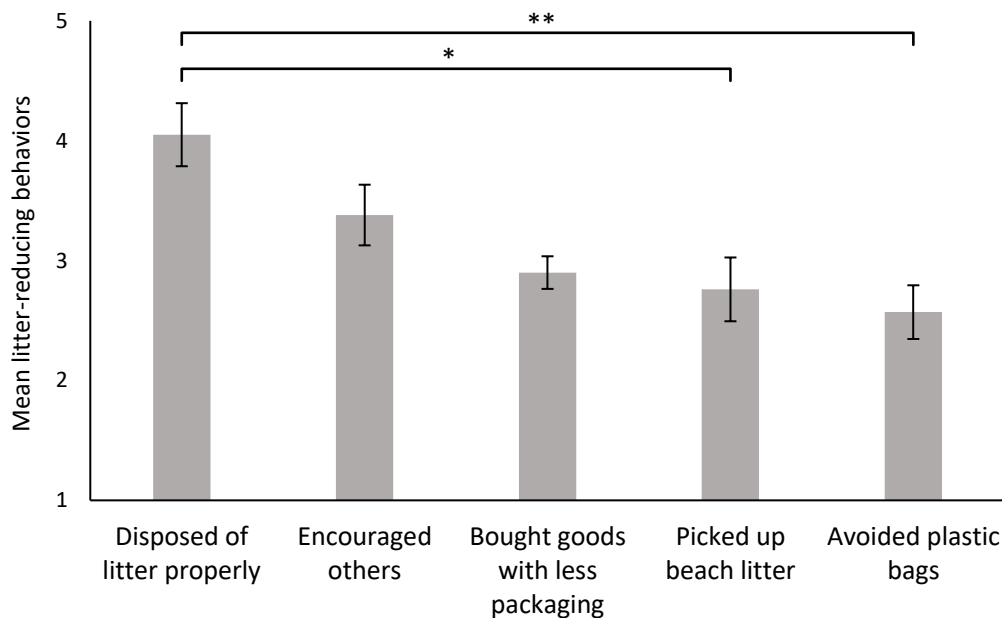 5
**
*
4
3
2
1
Mean litter-reducing behaviors
Disposed of
litter properly
Encouraged
others
Bought goods
with less
packaging
Picked up
beach litter
Avoided plastic
bags